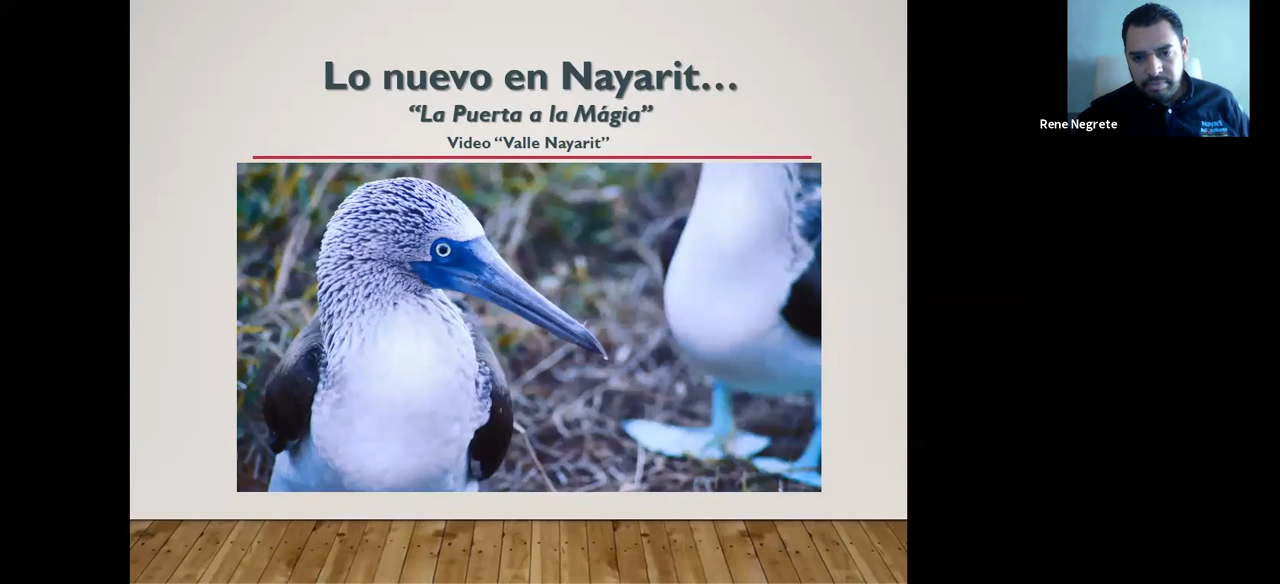 Lo nuevo en Nayarit...
“La Puerta a la Mágia”
Video “Valle Nayarit”
Rene Negrete